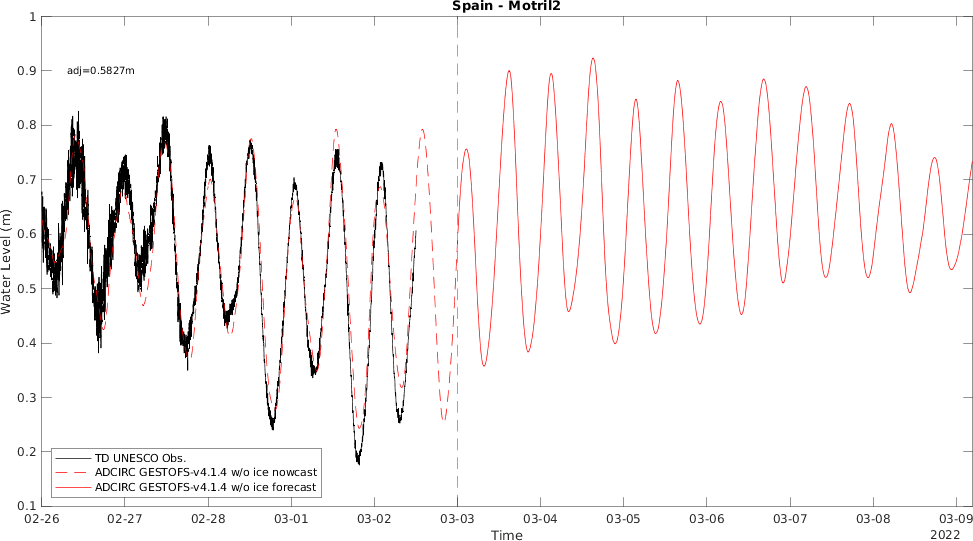 Spain - Motril2
adj=0.5827m
Water Level (m)
1
0.9
0.8
0.7
0.6
0.5
0.4
0.3
0.2
0.1
TD UNESCO Obs.
ADCIRC GESTOFS-v4.1.4 w/o ice nowcast
ADCIRC GESTOFS-v4.1.4 w/o ice forecast
02-26 02-27 02-28 03-01 03-02 03-03 03-04 03-05 03-06 03-07 03-08 03-09
Time
2022